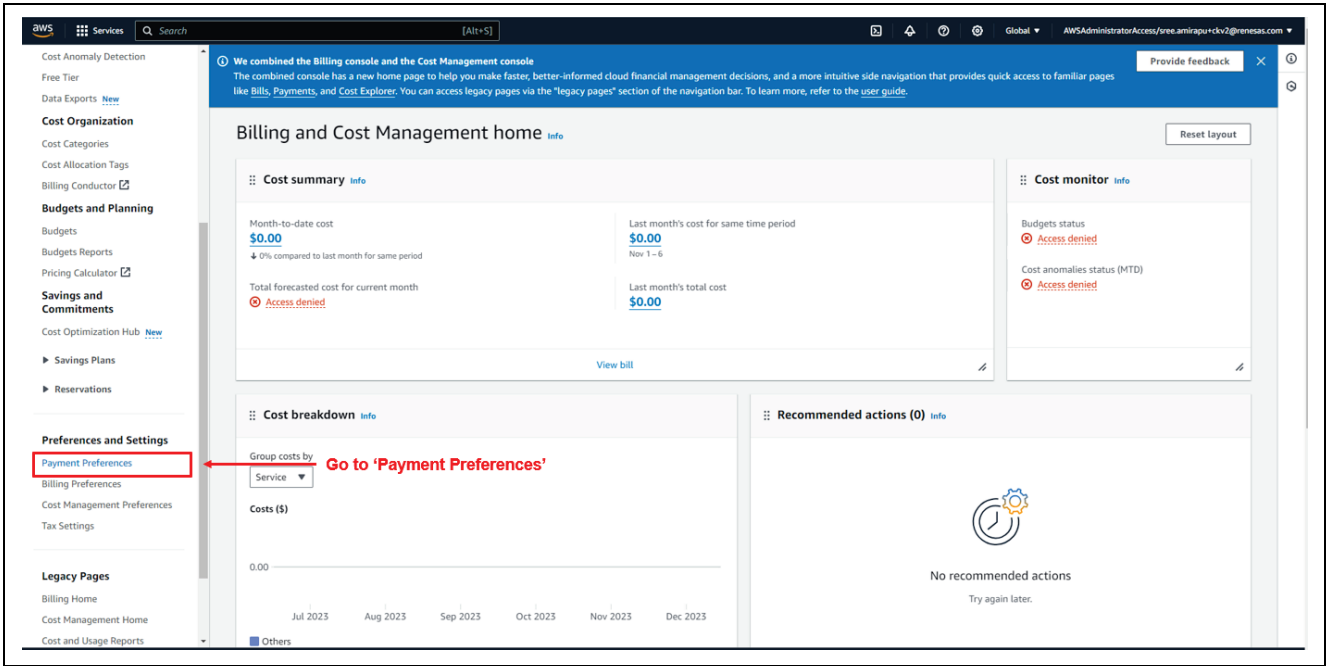 aws
Services
Search
[Alt+S]
Global ▼
AWSAdministratorAccess/sree.amirapu+ckv2@renesas.com ▼
Cost Anomaly Detection
Free Tier
Data Exports New
Cost Organization
Cost Categories
Cost Allocation Tags
Billing Conductor
Budgets and Planning
Budgets
Budgets Reports
Pricing Calculator
Savings and
Commitments
Cost Optimization Hub New
Savings Plans
Reservations
Preferences and Settings
Payment Preferences
Billing Preferences
Cost Management Preferences
Tax Settings
Legacy Pages
Billing Home
Cost Management Home
Cost and Usage Reports
We combined the Billing console and the Cost Management console
The combined console has a new home page to help you make faster, better-informed cloud financial management decisions, and a more intuitive side navigation that provides quick access to familiar pages
like Bills, Payments, and Cost Explorer. You can access legacy pages via the "legacy pages" section of the navigation bar. To learn more, refer to the user guide.
Provide feedback
Billing and Cost Management home Info
Reset layout
Cost summary Info
Month-to-date cost
$0.00
0% compared to last month for same period
Last month's cost for same time period
$0.00
Nov 1 – 6
Total forecasted cost for current month
Access denied
Last month's total cost
$0.00
View bill
Cost monitor Info
Budgets status
Access denied
Cost anomalies status (MTD)
Access denied
Cost breakdown Info
Group costs by
Service ▼
Go to ‘Payment Preferences’
Costs ($)
0.00
Jul 2023 Aug 2023 Sep 2023 Oct 2023 Nov 2023 Dec 2023
Others
Recommended actions (0) Info
No recommended actions
Try again later.